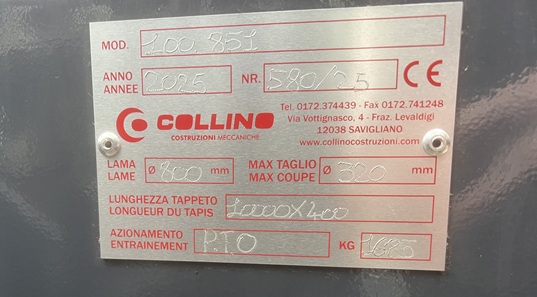 MOD. 100.851
ANNO 2025 NR. 580/25 CE
ANNEE
COLLINO
COSTRUZIONI MECCANICHE
Tel. 0172.374439 - Fax 0172.741248
Via Vottignasco, 4 - Fraz. Levaldigi
12038 SAVIGLIANO
www.collinocostruzioni.com
LAMA Ø 800 mm MAX TAGLIO Ø 320 mm
LAME MAX COUPE
LUNGHEZZA TAPPETO 10000X400
LONGUEUR DU TAPIS
AZIONAMENTO P.TO KG
ENTRAINEMENT